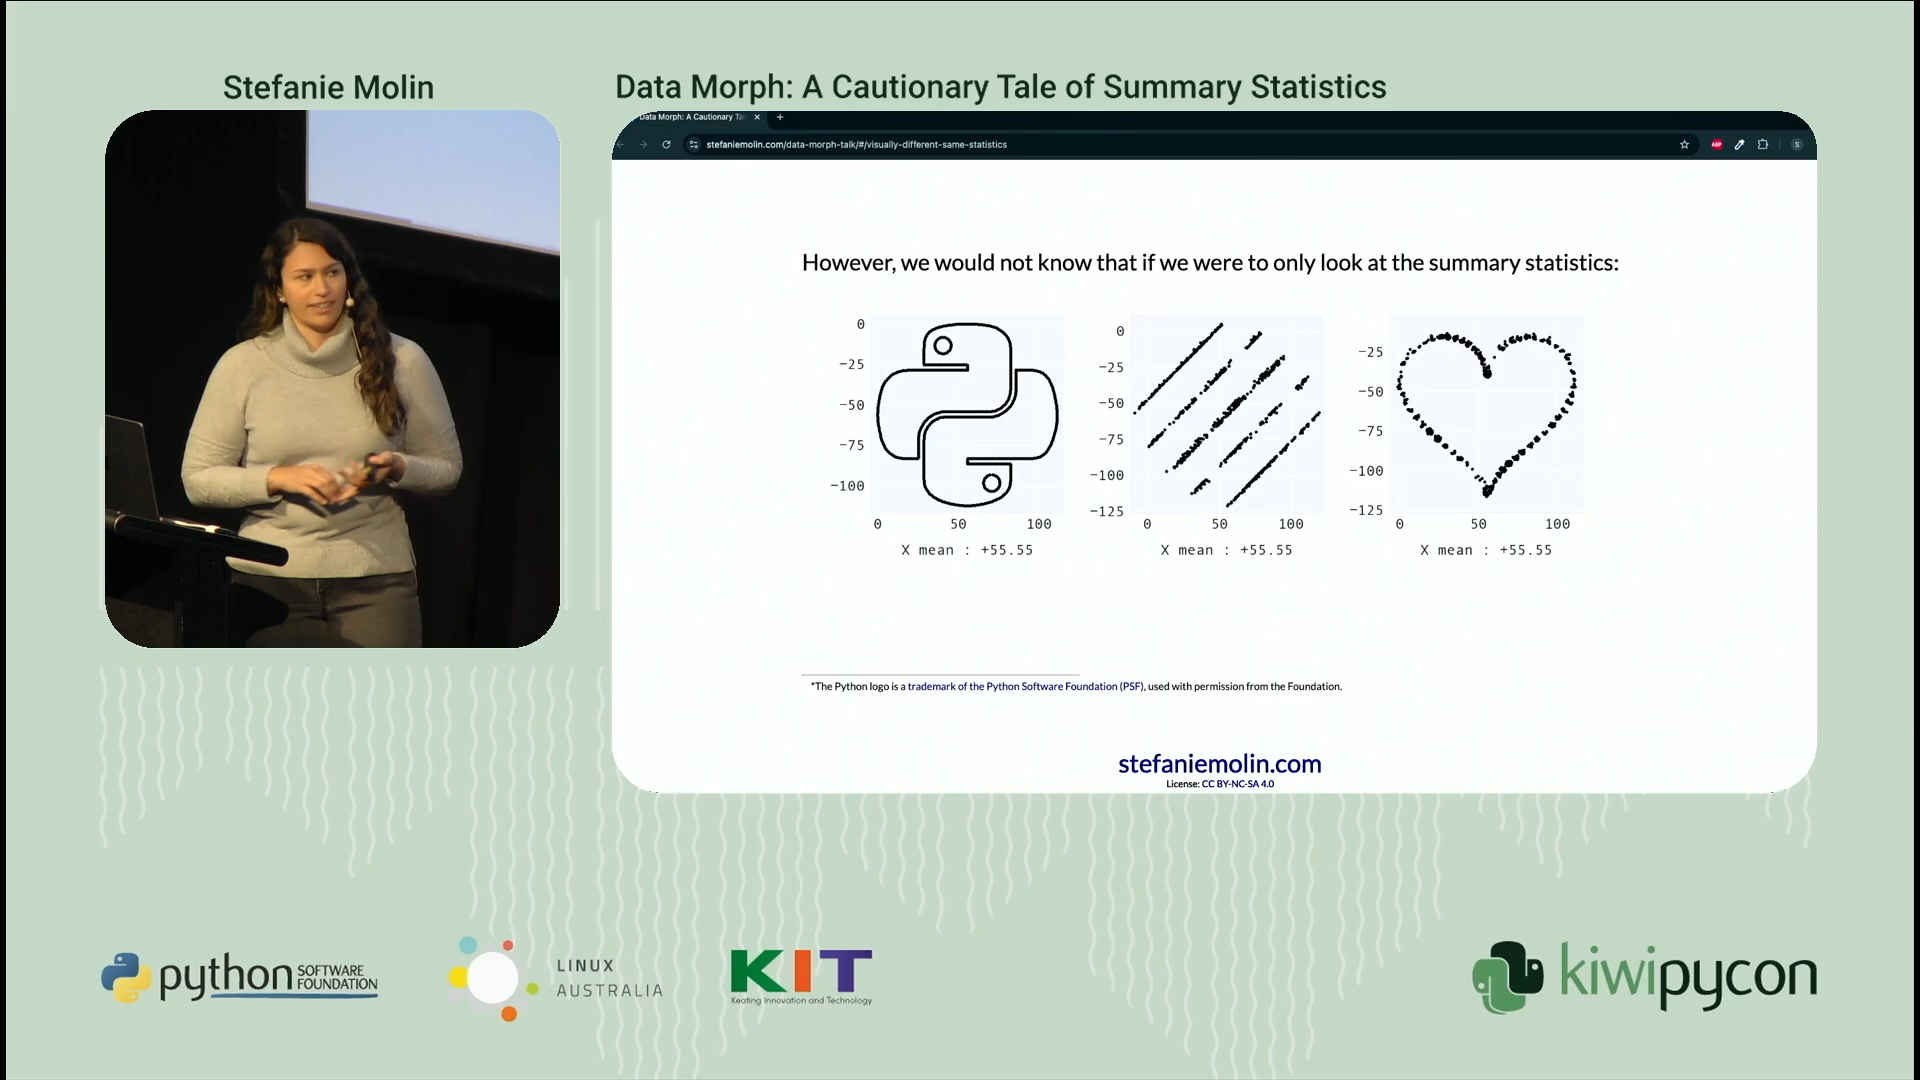 Stefanie Molin
Data Morph: A Cautionary Tale of Summary Statistics
Data Morph: A Cautionary Ta
stefaniemolin.com/data-morph-talk/#/visually-different-same-statistics
ABP
S
However, we would not know that if we were to only look at the summary statistics:
0
−25
−50
−75
−100
0 50 100
X mean : +55.55
0
−25
−50
−75
−100
−125
0 50 100
X mean : +55.55
−25
−50
−75
−100
−125
0 50 100
X mean : +55.55
*The Python logo is a trademark of the Python Software Foundation (PSF), used with permission from the Foundation.
stefaniemolin.com
License: CC BY-NC-SA 4.0
python SOFTWARE
FOUNDATION
LINUX
AUSTRALIA
KIT
Keating Innovation and Technology
kiwipycon